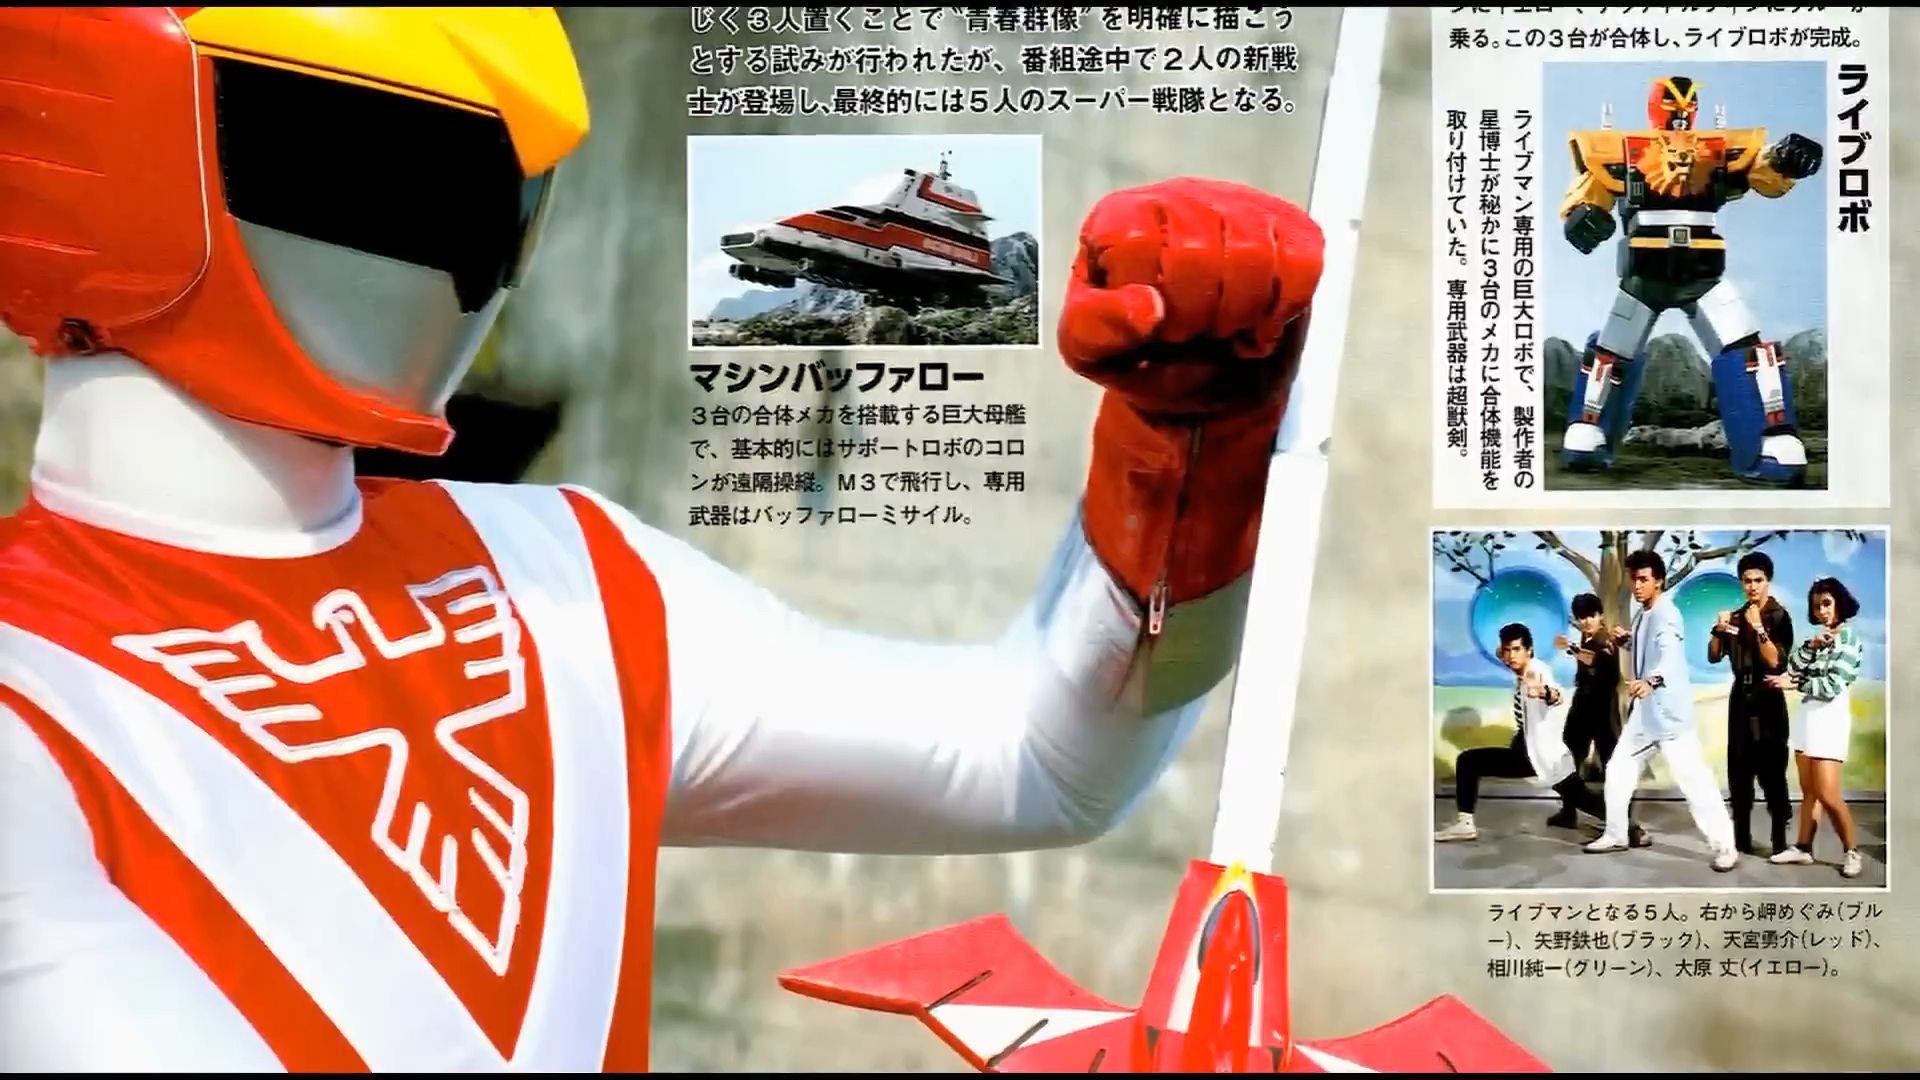 じく３人置くことで“青春群像”を明確に描こう
とする試みが行われたが、番組途中で２人の新戦
士が登場し、最終的には５人のスーパー戦隊となる。
マシンバッファロー
３台の合体メカを搭載する巨大母艦
で、基本的にはサポートロボのコロ
ンが遠隔操縦。Ｍ３で飛行し、専用
武器はバッファローミサイル。
乗る。この３台が合体し、ライブロボが完成。
ライブロボ
ライブマン専用の巨大ロボで、製作者の
星博士が秘かに３台のメカに合体機能を
取り付けていた。専用武器は超獣剣。
ライブマンとなる５人。右から岬めぐみ（ブル
ー）、矢野鉄也（ブラック）、天宮勇介（レッド）、
相川純一（グリーン）、大原 丈（イエロー）。